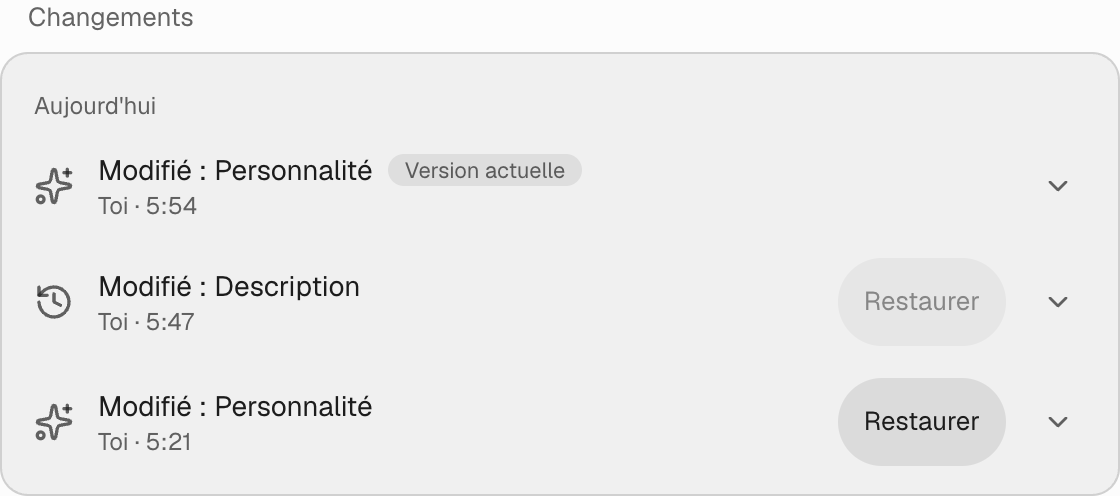 Changements
Aujourd'hui
Modifié : Personnalité Version actuelle
Toi · 5:54
Modifié : Description
Toi · 5:47
Restaurer
Modifié : Personnalité
Toi · 5:21
Restaurer